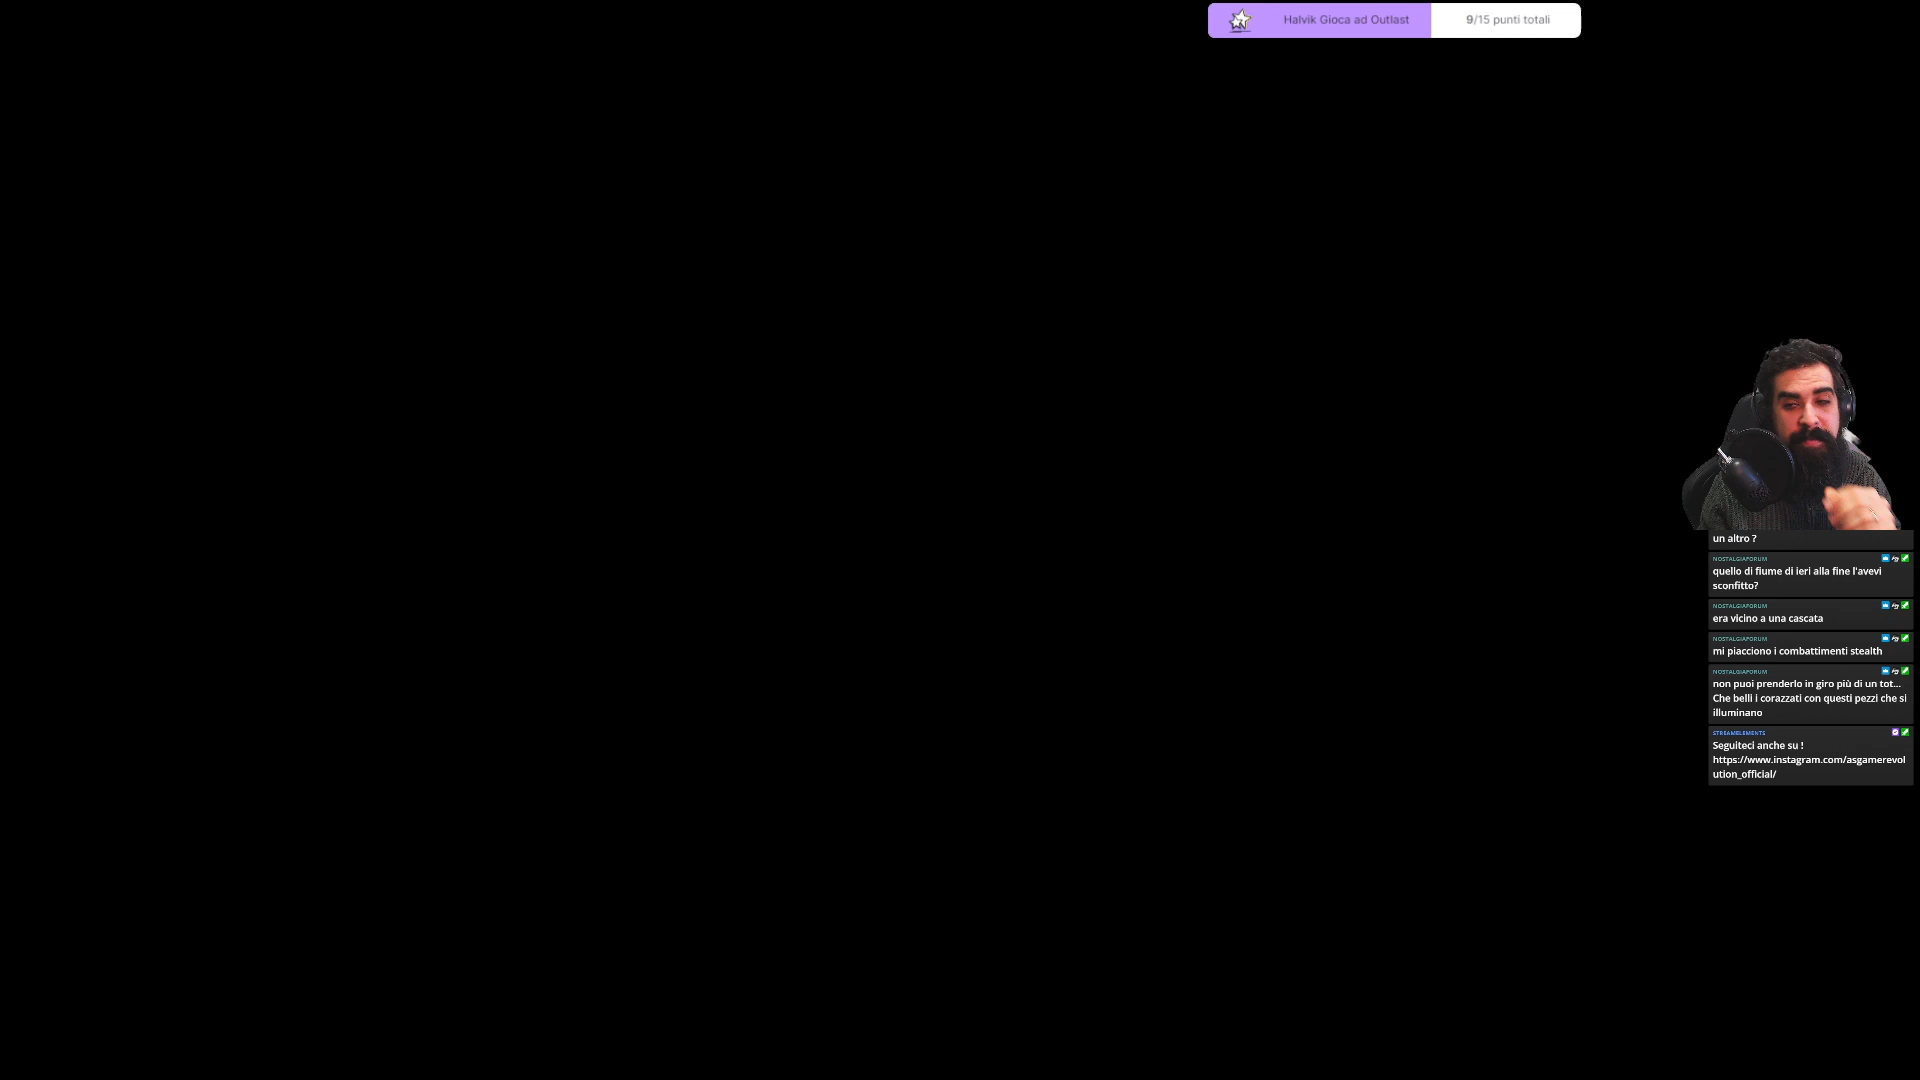 Halvik Gioca ad Outlast
9/15 punti totali
un altro ?
NOSTALGIAFORUM
quello di fiume di ieri alla fine l'avevi
sconfitto?
NOSTALGIAFORUM
era vicino a una cascata
NOSTALGIAFORUM
mi piacciono i combattimenti stealth
NOSTALGIAFORUM
non puoi prenderlo in giro più di un tot...
Che belli i corazzati con questi pezzi che si
illuminano
STREAMELEMENTS
Seguiteci anche su !
https://www.instagram.com/asgamerevol
ution_official/